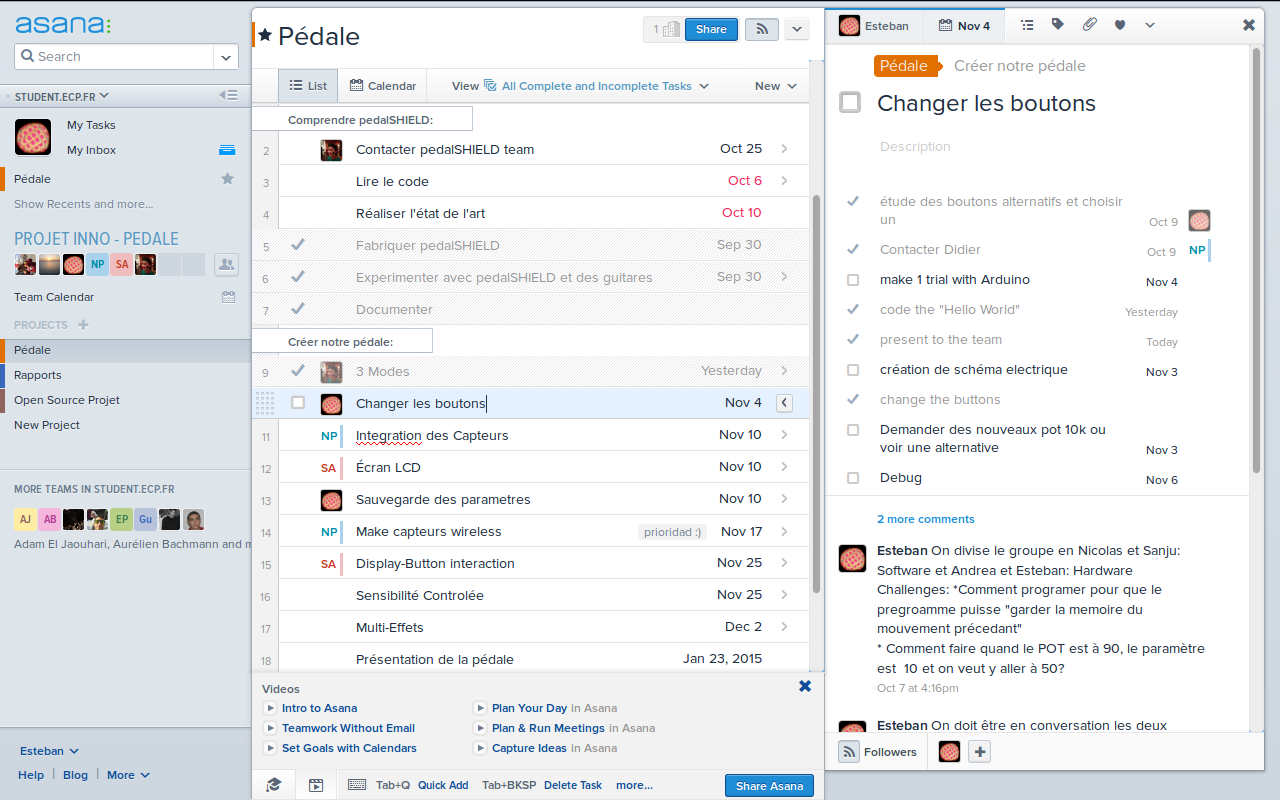 asana:
Search
STUDENT.ECP.FR
My Tasks
My Inbox
Pédale
Show Recents and more...
PROJET INNO - PEDALE
NP SA
Team Calendar
PROJECTS +
Pédale
Rapports
Open Source Projet
New Project
MORE TEAMS IN STUDENT.ECP.FR
AJ AB EP Gu
Adam El Jaouhari, Aurélien Bachmann and m
Esteban
Help Blog More
Pédale
1 Share
List Calendar View All Complete and Incomplete Tasks New
Comprendre pedalSHIELD:
2 Contacter pedalSHIELD team Oct 25
3 Lire le code Oct 6
4 Réaliser l'état de l'art Oct 10
5 Fabriquer pedalSHIELD Sep 30
6 Experimenter avec pedalSHIELD et des guitares Sep 30
7 Documenter
Créer notre pédale:
9 3 Modes Yesterday
Changer les boutons Nov 4
11 NP Integration des Capteurs Nov 10
12 SA Écran LCD Nov 10
13 Sauvegarde des parametres Nov 10
14 NP Make capteurs wireless prioridad :) Nov 17
15 SA Display-Button interaction Nov 25
16 Sensibilité Controlée Nov 25
17 Multi-Effets Dec 2
18 Présentation de la pédale Jan 23, 2015
Videos
Intro to Asana Plan Your Day in Asana
Teamwork Without Email Plan & Run Meetings in Asana
Set Goals with Calendars Capture Ideas in Asana
Tab+Q Quick Add Tab+BKSP Delete Task more... Share Asana
Esteban Nov 4
Pédale Créer notre pédale
Changer les boutons
Description
étude des boutons alternatifs et choisir
un Oct 9
Contacter Didier Oct 9 NP
make 1 trial with Arduino Nov 4
code the "Hello World" Yesterday
present to the team Today
création de schéma electrique Nov 3
change the buttons
Demander des nouveaux pot 10k ou
voir une alternative Nov 3
Debug Nov 6
2 more comments
Esteban On divise le groupe en Nicolas et Sanju:
Software et Andrea et Esteban: Hardware
Challenges: *Comment programer pour que le
pregroamme puisse "garder la memoire du
mouvement précedant"
* Comment faire quand le POT est à 90, le paramètre
est 10 et on veut y aller à 50?
Oct 7 at 4:16pm
Esteban On doit être en conversation les deux
Followers +